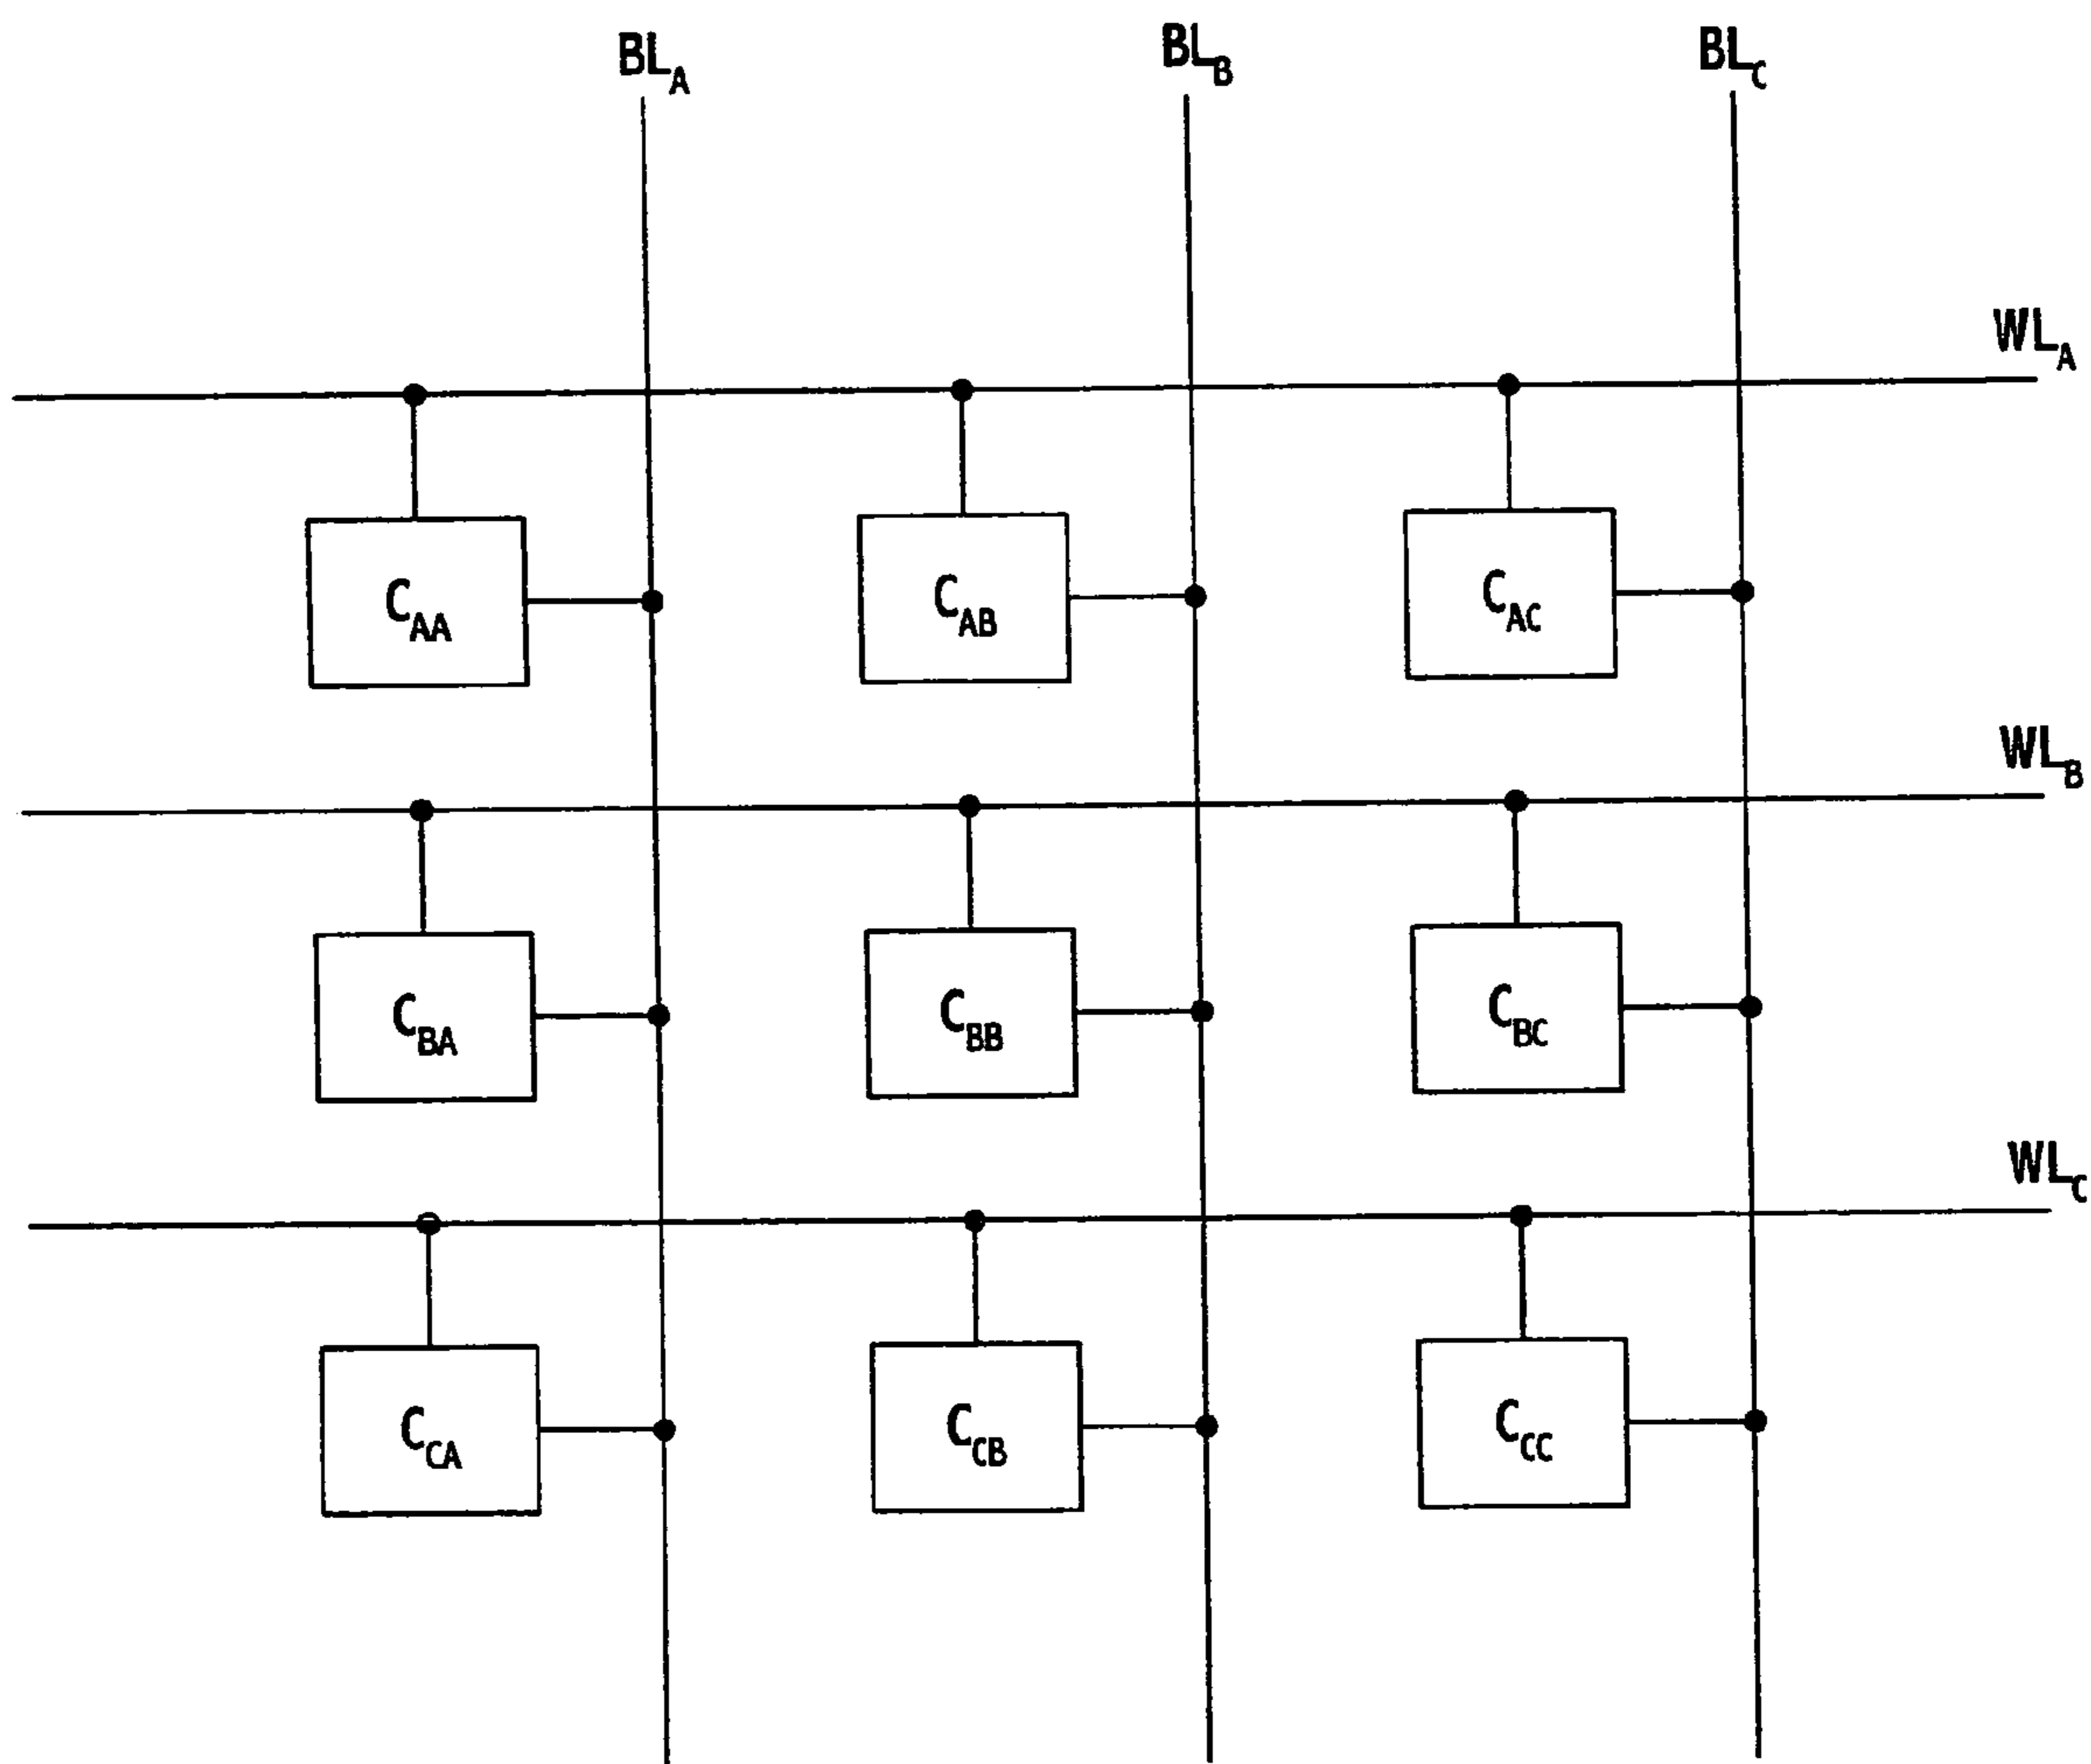 BL_A BL_B BL_C
WL_A
C_AA C_AB C_AC
WL_B
C_BA C_BB C_BC
WL_C
C_CA C_CB C_CC